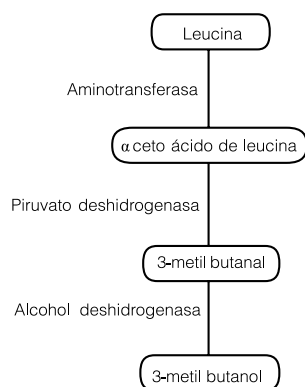 Leucina
Aminotransferasa
α ceto ácido de leucina
Piruvato deshidrogenasa
3-metil butanal
Alcohol deshidrogenasa
3-metil butanol